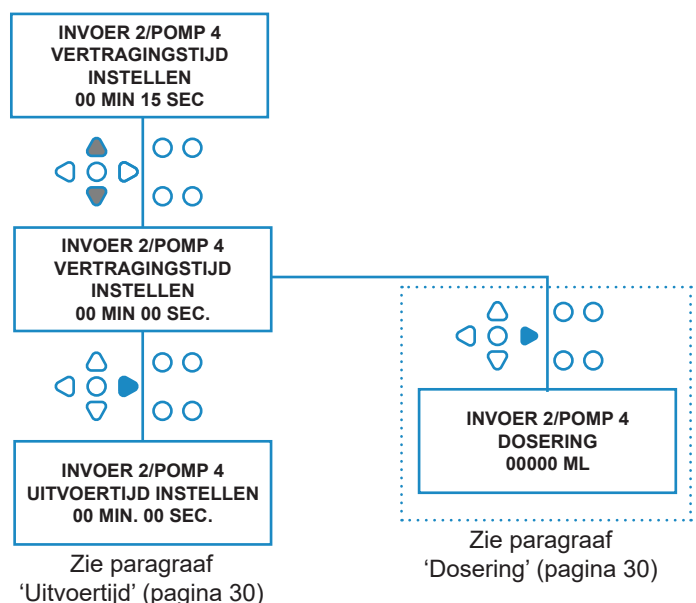 INVOER 2/POMP 4
VERTRAGINGSTIJD
INSTELLEN
00 MIN 15 SEC
INVOER 2/POMP 4
VERTRAGINGSTIJD
INSTELLEN
00 MIN 00 SEC.
INVOER 2/POMP 4
UITVOERTIJD INSTELLEN
00 MIN. 00 SEC.
Zie paragraaf
‘Uitvoertijd’ (pagina 30)
INVOER 2/POMP 4
DOSERING
00000 ML
Zie paragraaf
‘Dosering’ (pagina 30)